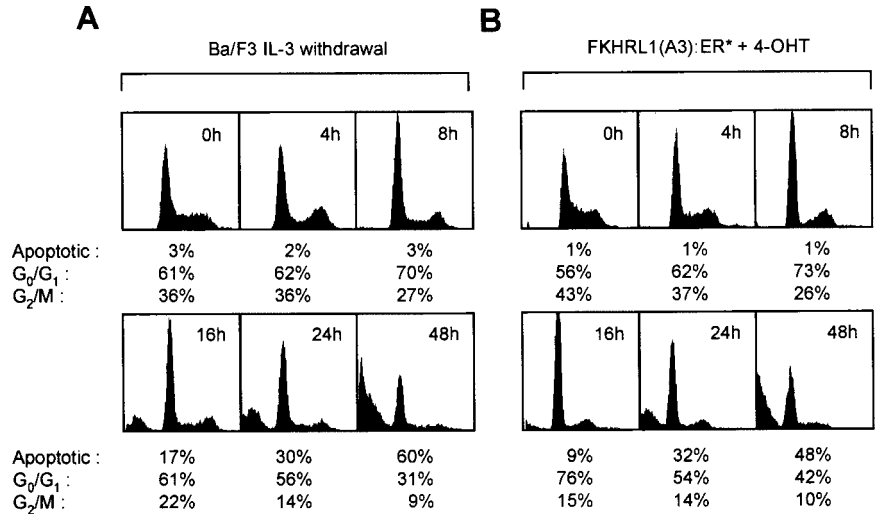 A
B
Ba/F3 IL-3 withdrawal
FKHRL1(A3):ER* + 4-OHT
0h 4h 8h 0h 4h 8h
Apoptotic : 3% 2% 3% 1% 1% 1%
G0/G1 : 61% 62% 70% 56% 62% 73%
G2/M : 36% 36% 27% 43% 37% 26%
16h 24h 48h 16h 24h 48h
Apoptotic : 17% 30% 60% 9% 32% 48%
G0/G1 : 61% 56% 31% 76% 54% 42%
G2/M : 22% 14% 9% 15% 14% 10%